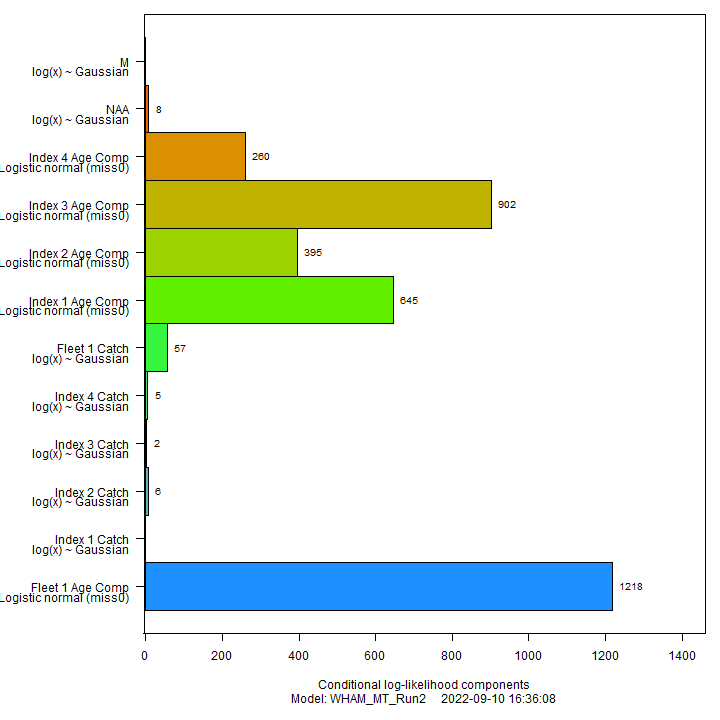 M
log(x) ~ Gaussian
NAA
log(x) ~ Gaussian
8
Index 4 Age Comp
Logistic normal (miss0)
260
Index 3 Age Comp
Logistic normal (miss0)
902
Index 2 Age Comp
Logistic normal (miss0)
395
Index 1 Age Comp
Logistic normal (miss0)
645
Fleet 1 Catch
log(x) ~ Gaussian
57
Index 4 Catch
log(x) ~ Gaussian
5
Index 3 Catch
log(x) ~ Gaussian
2
Index 2 Catch
log(x) ~ Gaussian
6
Index 1 Catch
log(x) ~ Gaussian
Fleet 1 Age Comp
Logistic normal (miss0)
1218
0 200 400 600 800 1000 1200 1400
Conditional log-likelihood components
Model: WHAM_MT_Run2 2022-09-10 16:36:08